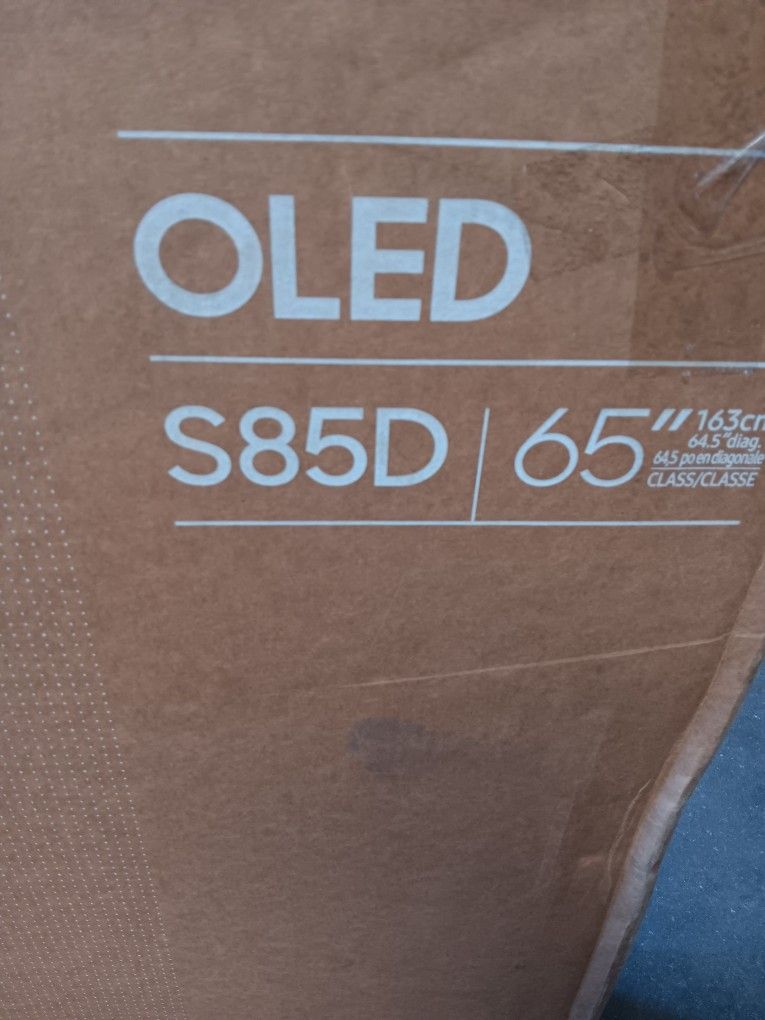 OLED
S85D | 65" 163cm
64.5"diag.
64,5 po en diagonale
CLASS/CLASSE